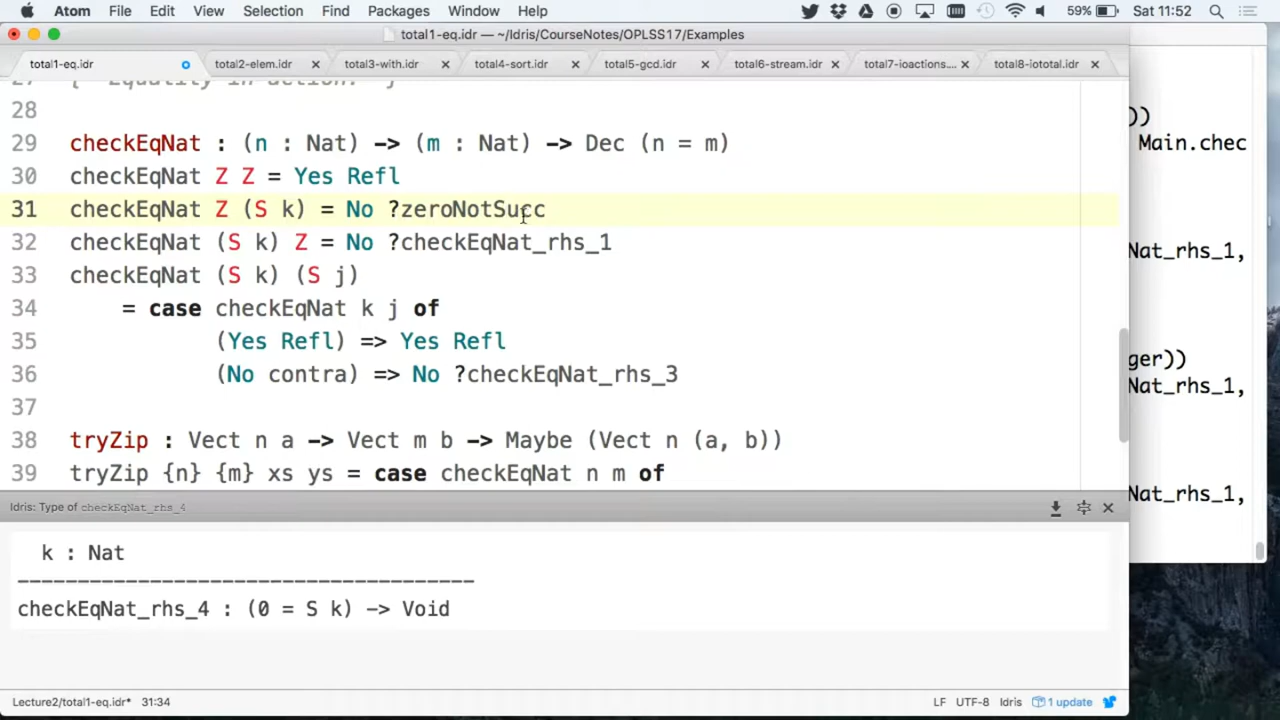 Atom File Edit View Selection Find Packages Window Help 59% Sat 11:52
total1-eq.idr — ~/Idris/CourseNotes/OPLSS17/Examples
total1-eq.idr total2-elem.idr total3-with.idr total4-sort.idr total5-gcd.idr total6-stream.idr total7-ioactions.... total8-iototal.idr
28
29 checkEqNat : (n : Nat) -> (m : Nat) -> Dec (n = m)
30 checkEqNat Z Z = Yes Refl
31 checkEqNat Z (S k) = No ?zeroNotSucc
32 checkEqNat (S k) Z = No ?checkEqNat_rhs_1
33 checkEqNat (S k) (S j)
34 = case checkEqNat k j of
35 (Yes Refl) => Yes Refl
36 (No contra) => No ?checkEqNat_rhs_3
37
38 tryZip : Vect n a -> Vect m b -> Maybe (Vect n (a, b))
39 tryZip {n} {m} xs ys = case checkEqNat n m of
Idris: Type of checkEqNat_rhs_4
k : Nat
--------------------------------------
checkEqNat_rhs_4 : (0 = S k) -> Void
Lecture2/total1-eq.idr* 31:34 LF UTF-8 Idris 1 update
))
Main.chec
Nat_rhs_1,
ger))
Nat_rhs_1,
Nat_rhs_1,